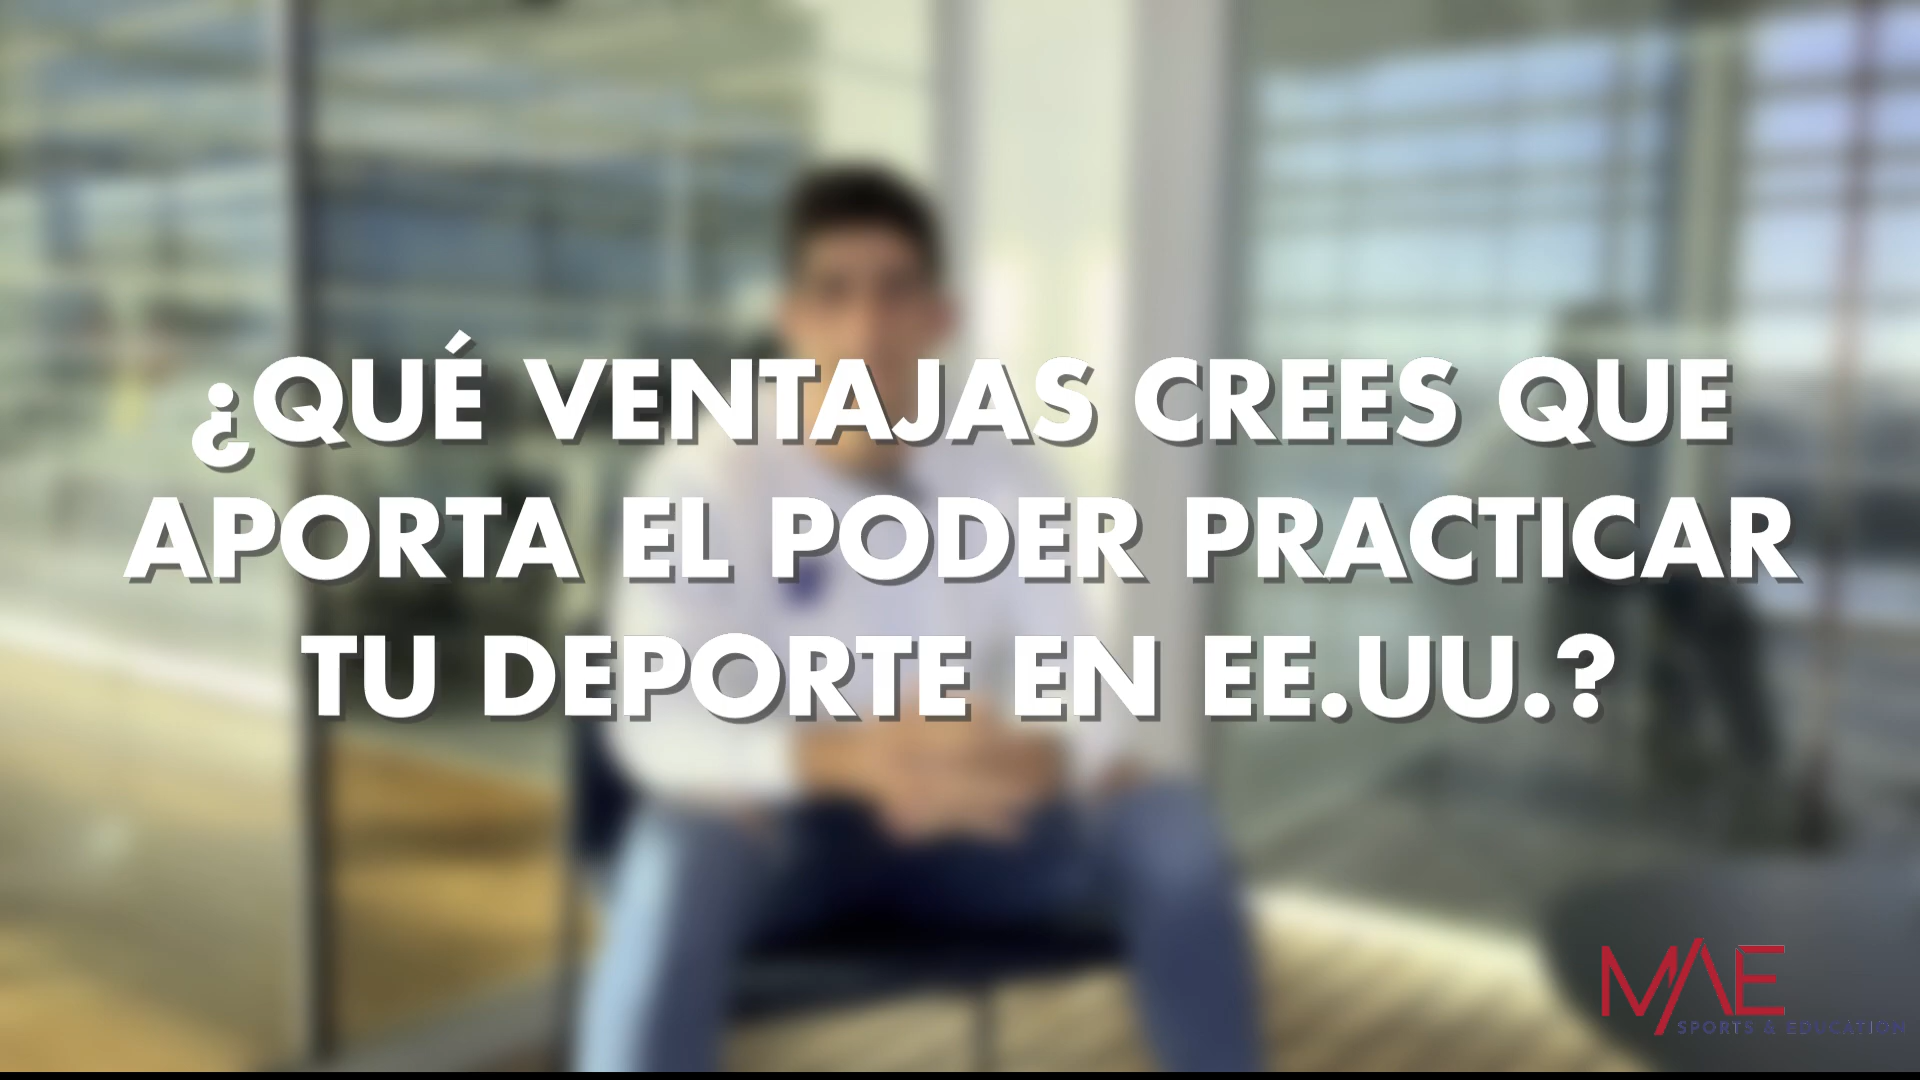 ¿QUÉ VENTAJAS CREES QUE
APORTA EL PODER PRACTICAR
TU DEPORTE EN EE.UU.?
MAE
SPORTS & EDUCATION